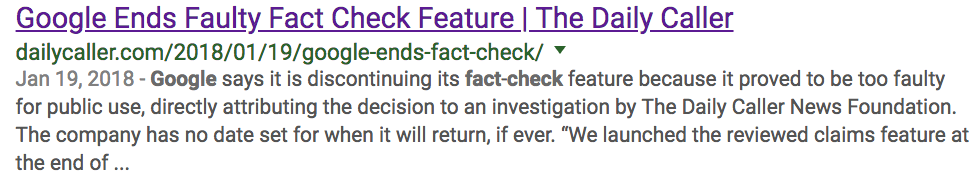 Google Ends Faulty Fact Check Feature | The Daily Caller
dailycaller.com/2018/01/19/google-ends-fact-check/
Jan 19, 2018 - Google says it is discontinuing its fact-check feature because it proved to be too faulty
for public use, directly attributing the decision to an investigation by The Daily Caller News Foundation.
The company has no date set for when it will return, if ever. “We launched the reviewed claims feature at
the end of ...